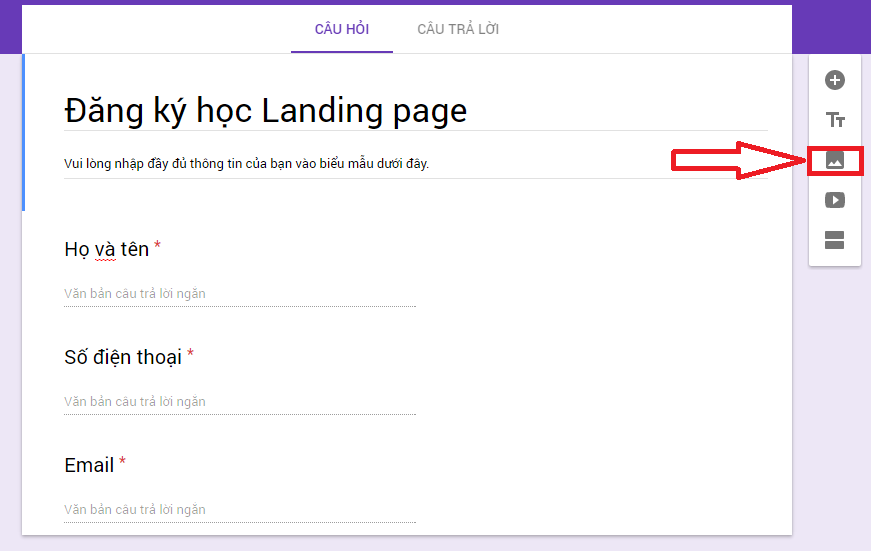 CÂU HỎI CÂU TRẢ LỜI
Đăng ký học Landing page
Vui lòng nhập đầy đủ thông tin của bạn vào biểu mẫu dưới đây.
Họ và tên *
Văn bản câu trả lời ngắn
Số điện thoại *
Văn bản câu trả lời ngắn
Email *
Văn bản câu trả lời ngắn